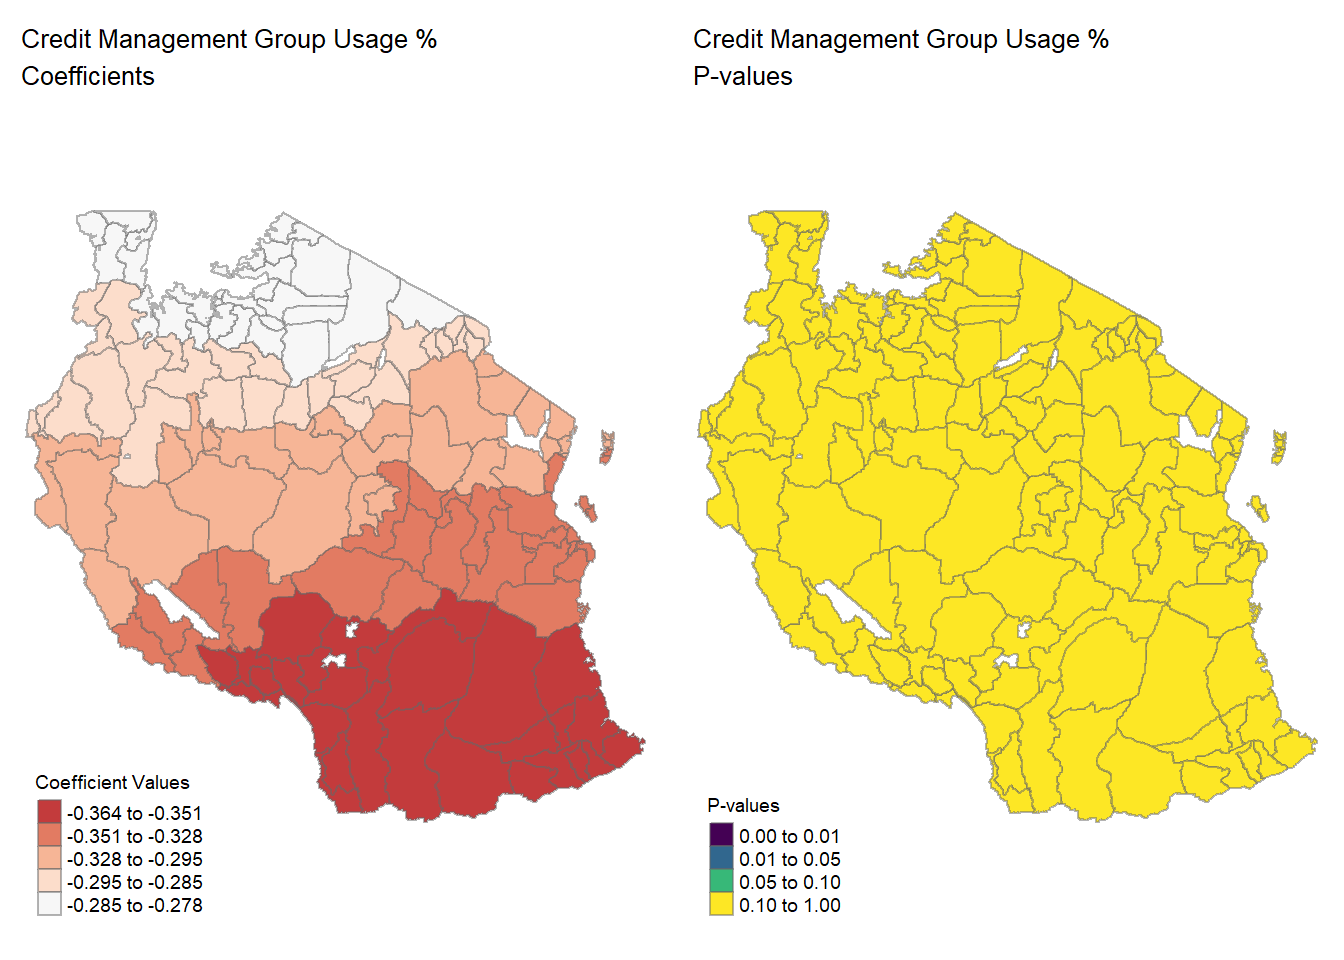 Credit Management Group Usage %
Coefficients
Credit Management Group Usage %
P-values
Coefficient Values
-0.364 to -0.351
-0.351 to -0.328
-0.328 to -0.295
-0.295 to -0.285
-0.285 to -0.278
P-values
0.00 to 0.01
0.01 to 0.05
0.05 to 0.10
0.10 to 1.00